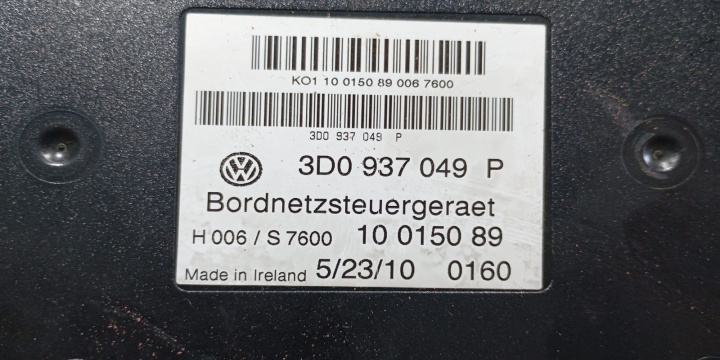 KO1 10 0150 89 006 7600
3D0 937 049 P
3D0 937 049 P
Bordnetzsteuergeraet
H 006 / S 7600 10 0150 89
Made in Ireland 5/23/10 0160